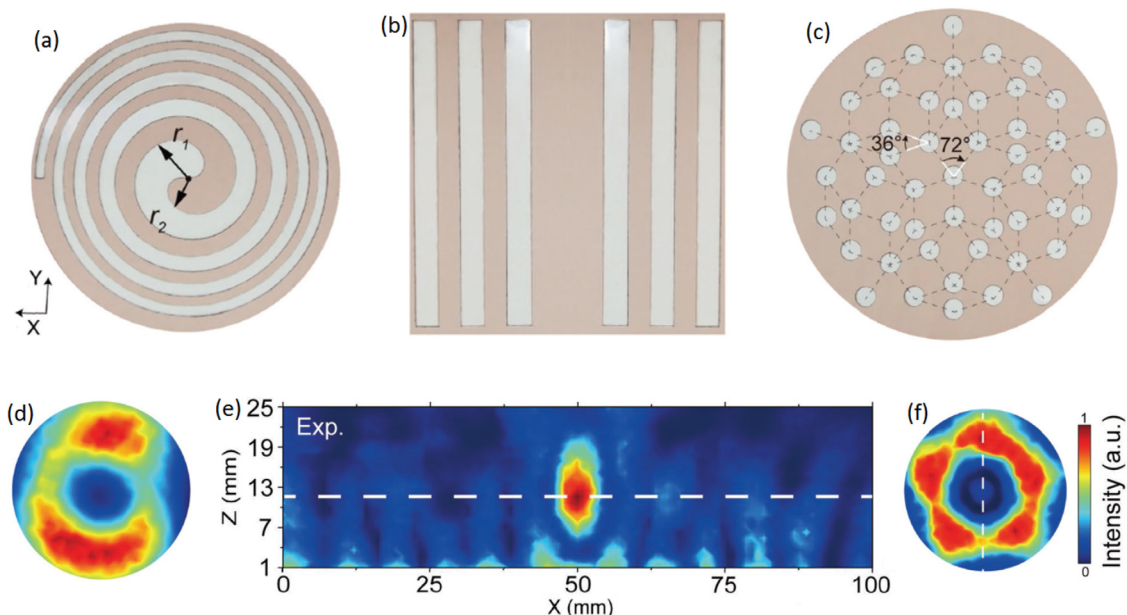 (a)
(b)
(c)
r1
r2
36°
72°
Y
X
(d)
(e)
(f)
Exp.
25
19
13
7
1
Z (mm)
0
25
50
75
100
X (mm)
1
0
Intensity (a.u.)